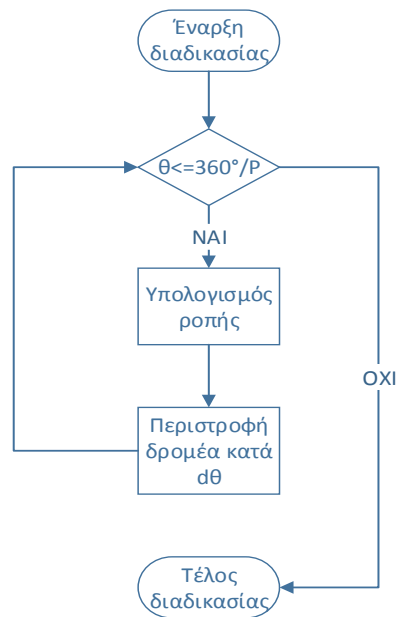 Έναρξη
διαδικασίας
θ<=360°/P
ΝΑΙ
Υπολογισμός
ροπής
ΟΧΙ
Περιστροφή
δρομέα κατά
dθ
Τέλος
διαδικασίας